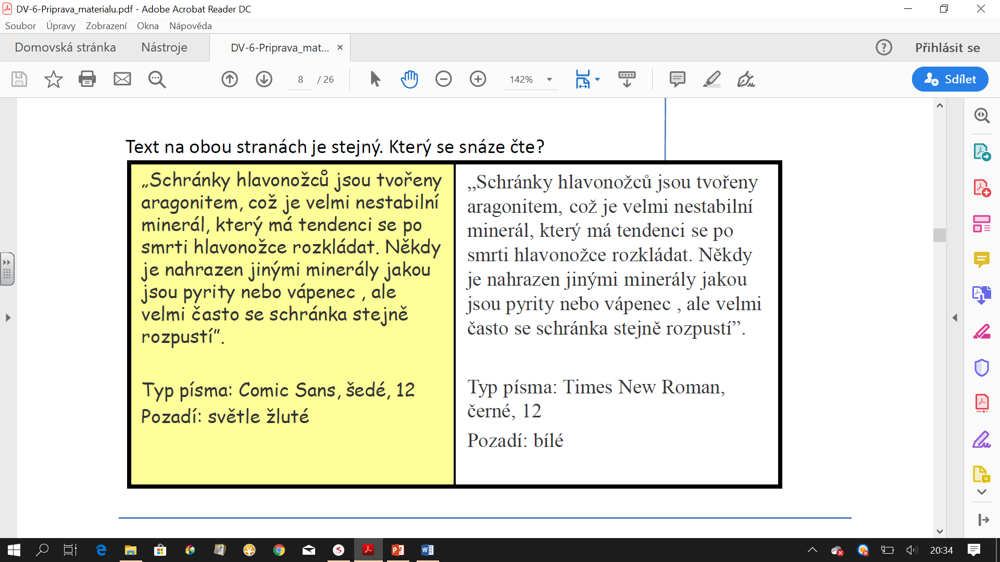 DV-6-Priprava_materialu.pdf - Adobe Acrobat Reader DC
Soubor Úpravy Zobrazení Okna Nápověda
Domovská stránka Nástroje DV-6-Priprava_mat... × ? Přihlásit se
8 / 26 142% Sdílet
Text na obou stranách je stejný. Který se snáze čte?
„Schránky hlavonožců jsou tvořeny
aragonitem, což je velmi nestabilní
minerál, který má tendenci se po
smrti hlavonožce rozkládat. Někdy
je nahrazen jinými minerály jakou
jsou pyrity nebo vápenec , ale
velmi často se schránka stejně
rozpustí”.
Typ písma: Comic Sans, šedé, 12
Pozadí: světle žluté
„Schránky hlavonožců jsou tvořeny
aragonitem, což je velmi nestabilní
minerál, který má tendenci se po
smrti hlavonožce rozkládat. Někdy
je nahrazen jinými minerály jakou
jsou pyrity nebo vápenec , ale velmi
často se schránka stejně rozpustí”.
Typ písma: Times New Roman,
černé, 12
Pozadí: bílé
20:34